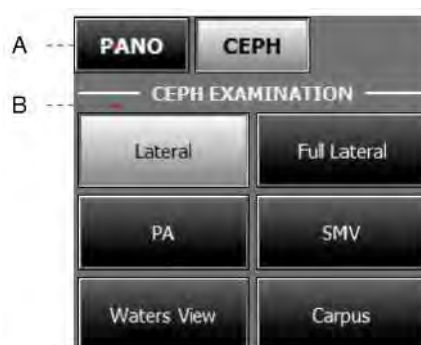 A PANO CEPH
B CEPH EXAMINATION
Lateral Full Lateral
PA SMV
Waters View Carpus